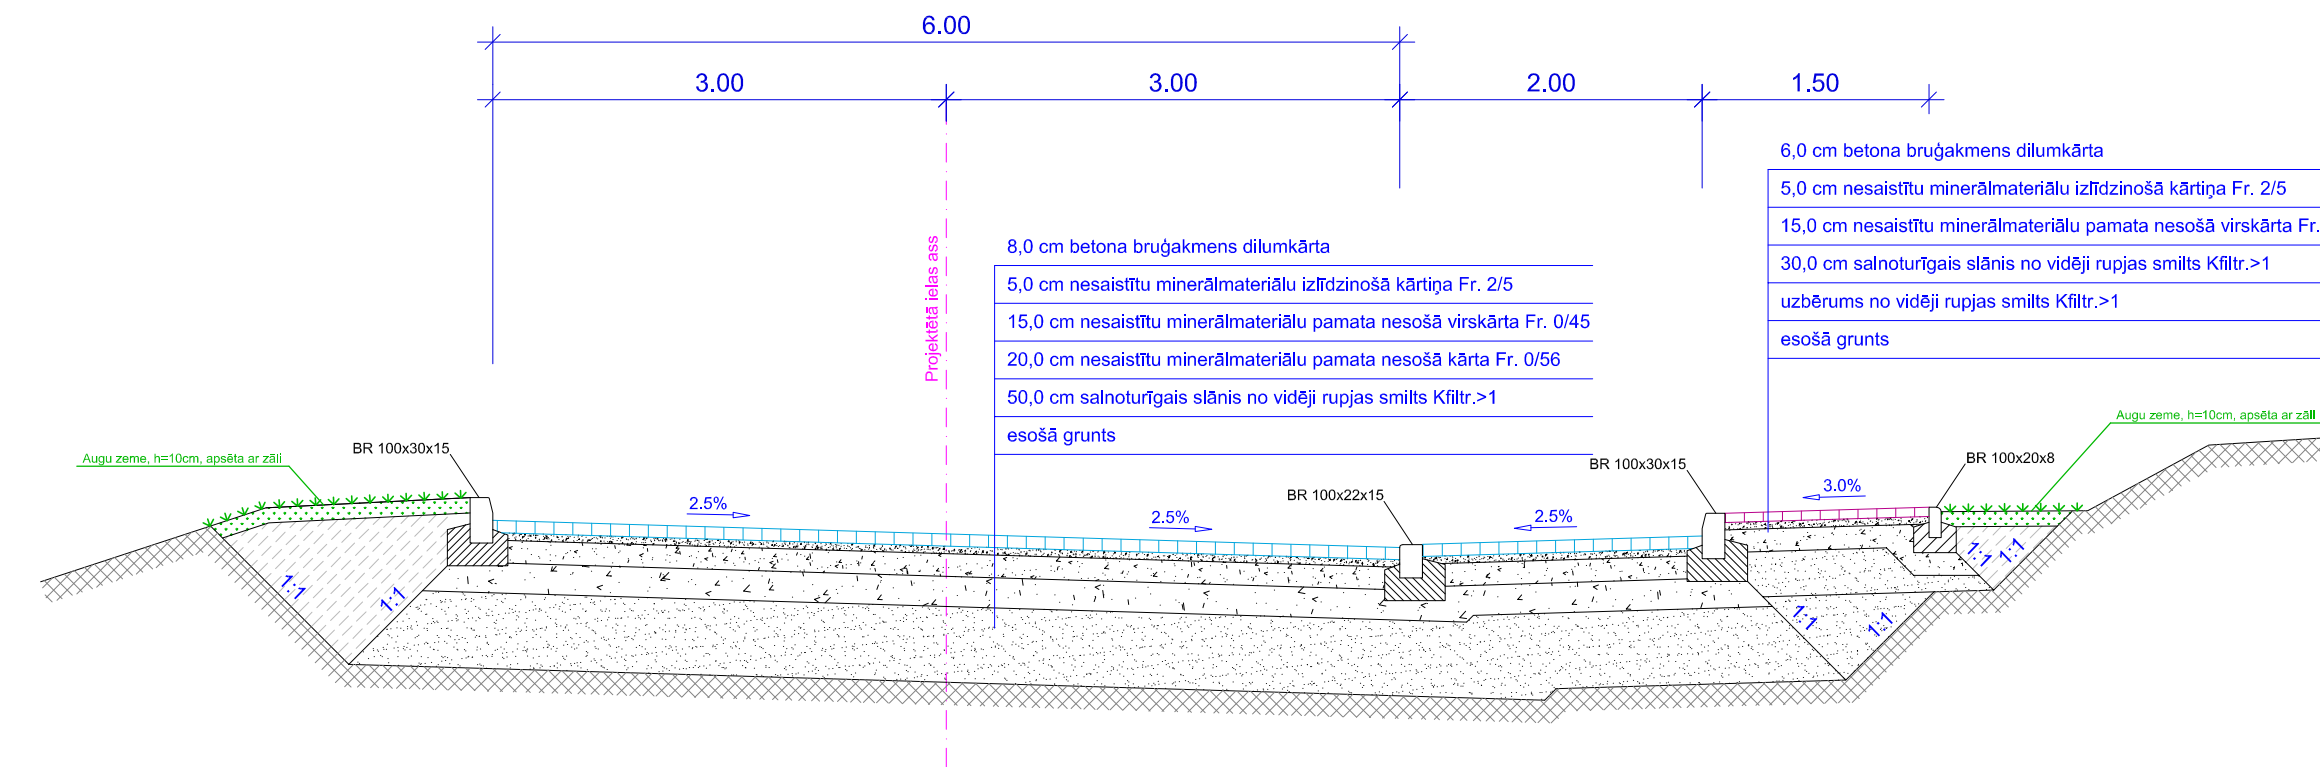 6.00
3.00
3.00
2.00
1.50
6,0 cm betona bruģakmens dilumkārta
5,0 cm nesaistītu minerālmateriālu izlīdzinošā kārtiņa Fr. 2/5
15,0 cm nesaistītu minerālmateriālu pamata nesošā virskārta Fr.
30,0 cm salnoturīgais slānis no vidēji rupjas smilts Kfiltr.>1
uzbērums no vidēji rupjas smilts Kfiltr.>1
esošā grunts
Projektētā ielas ass
8,0 cm betona bruģakmens dilumkārta
5,0 cm nesaistītu minerālmateriālu izlīdzinošā kārtiņa Fr. 2/5
15,0 cm nesaistītu minerālmateriālu pamata nesošā virskārta Fr. 0/45
20,0 cm nesaistītu minerālmateriālu pamata nesošā kārta Fr. 0/56
50,0 cm salnoturīgais slānis no vidēji rupjas smilts Kfiltr.>1
esošā grunts
Augu zeme, h=10cm, apsēta ar zāli
BR 100x30x15
Augu zeme, h=10cm, apsēta ar zāli
BR 100x30x15
BR 100x20x8
BR 100x22x15
2.5%
2.5%
2.5%
3.0%
1:1
1:1
1:1
1:1
1:1
1:1